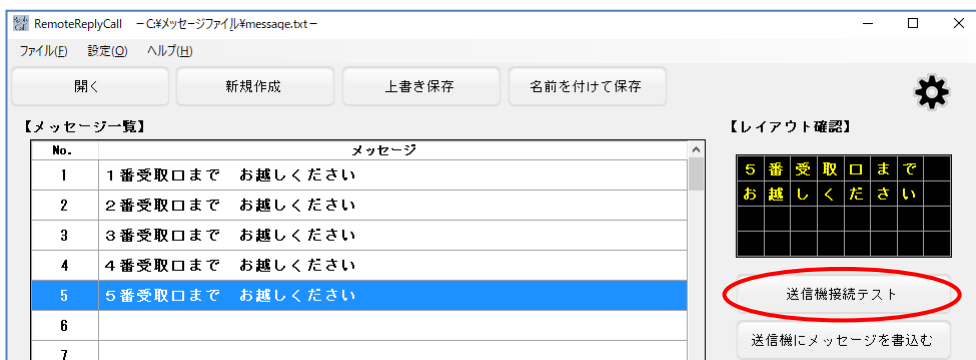 RemoteReplyCall －C:¥メッセージファイル¥message.txt－
ファイル(F) 設定(O) ヘルプ(H)
開く 新規作成 上書き保存 名前を付けて保存
【メッセージ一覧】
No. メッセージ
1 1番受取口まで　お越しください
2 2番受取口まで　お越しください
3 3番受取口まで　お越しください
4 4番受取口まで　お越しください
5 5番受取口まで　お越しください
6
7
【レイアウト確認】
5番受取口まで
お越しください
送信機接続テスト
送信機にメッセージを書込む